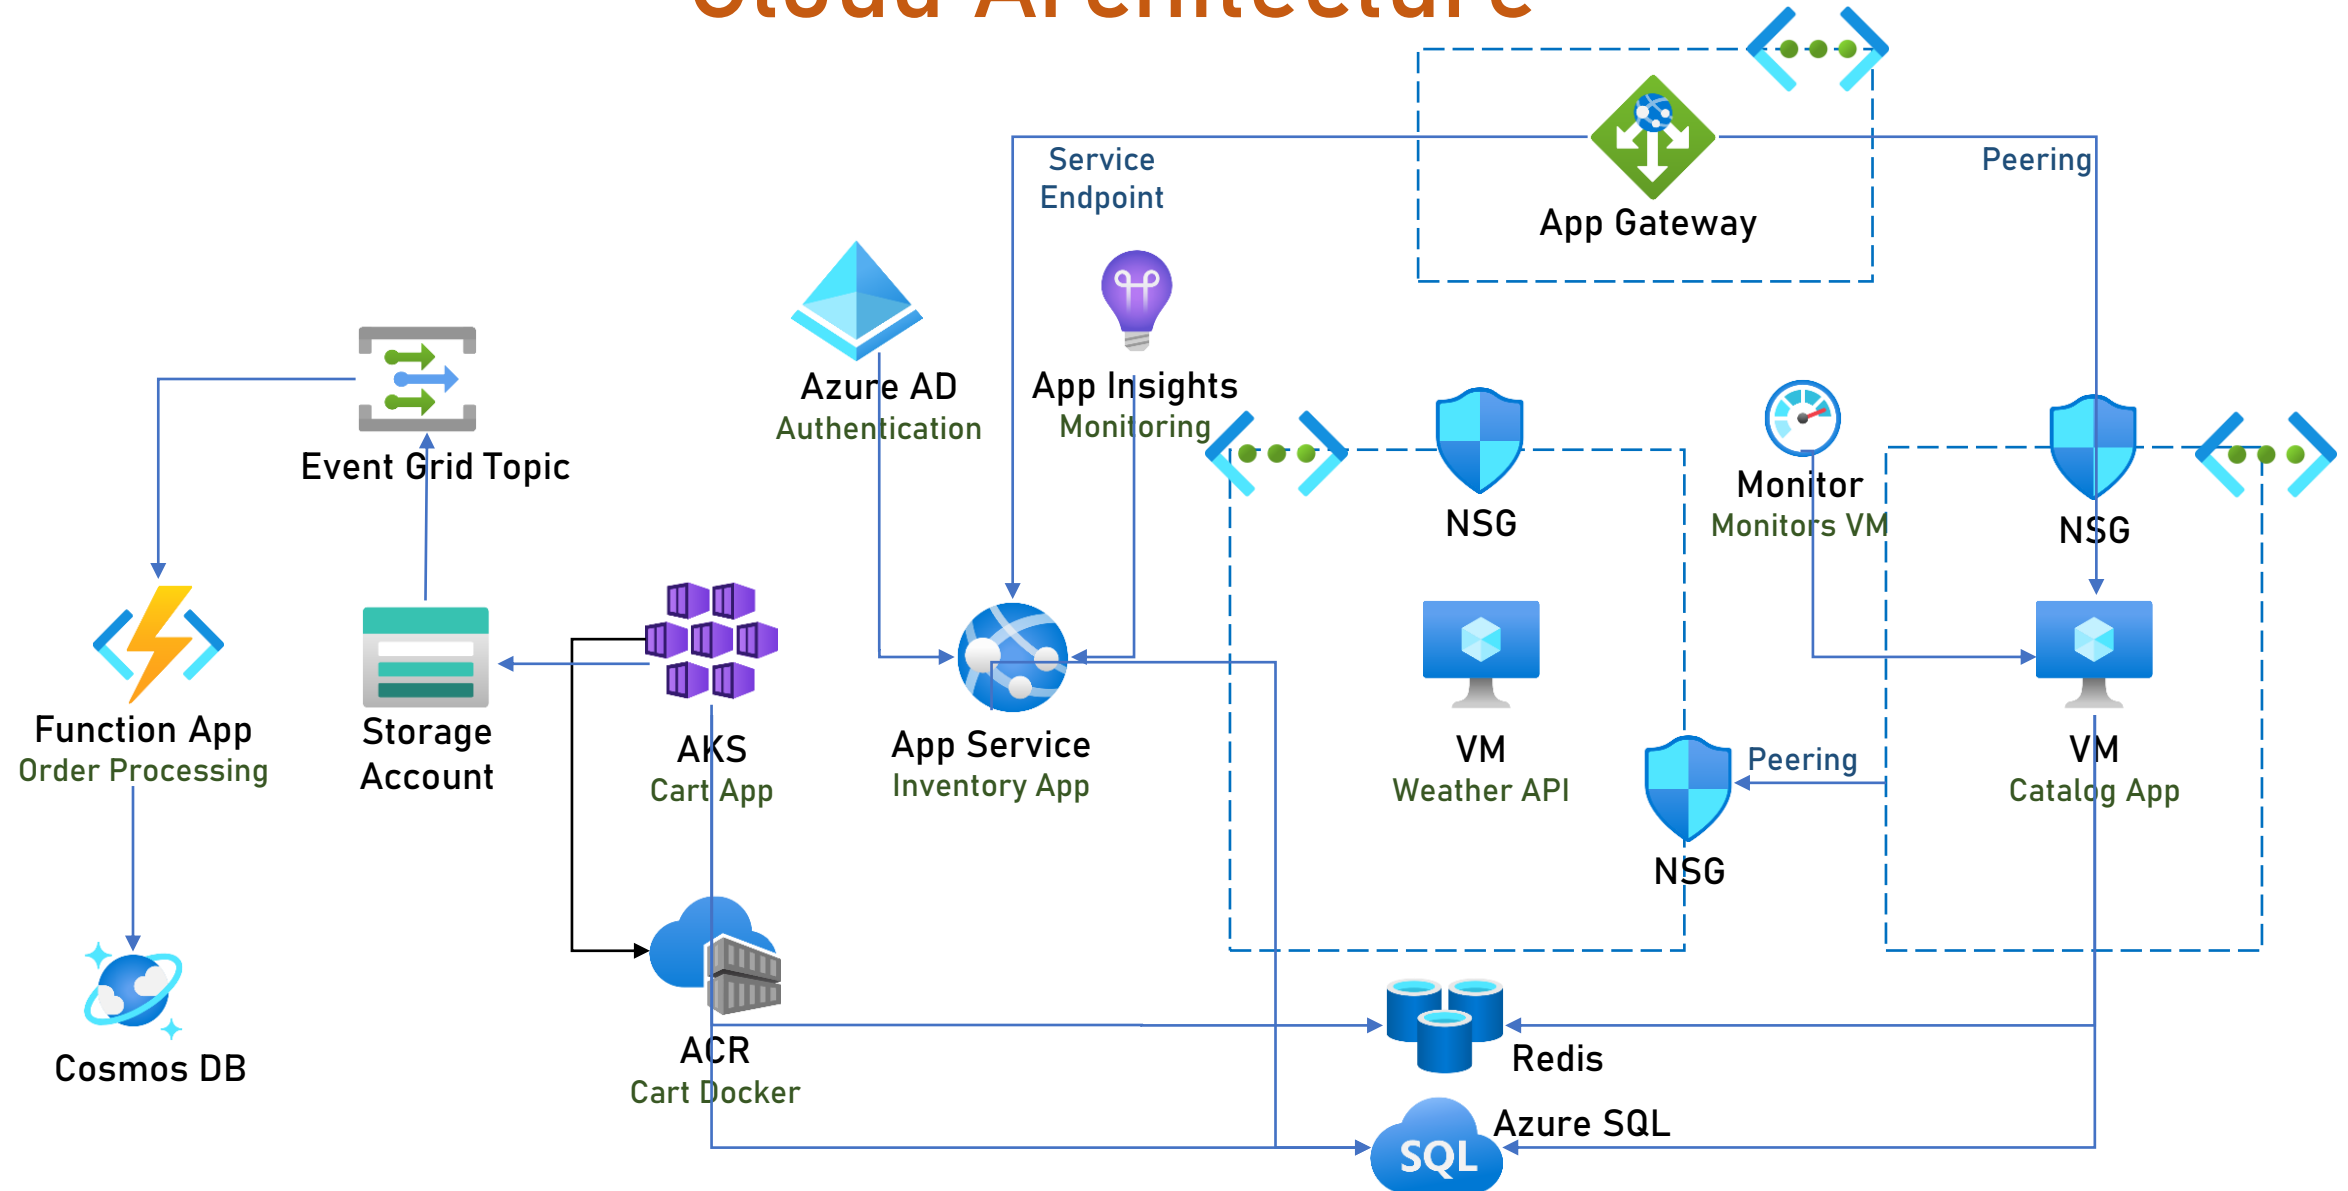 Cloud Architecture
Service
Endpoint
Peering
App Gateway
Azure AD
Authentication
App Insights
Monitoring
Event Grid Topic
NSG
Monitor
Monitors VM
NSG
Function App
Order Processing
Storage
Account
AKS
Cart App
App Service
Inventory App
VM
Weather API
Peering
VM
Catalog App
NSG
ACR
Cart Docker
Cosmos DB
Redis
Azure SQL
SQL